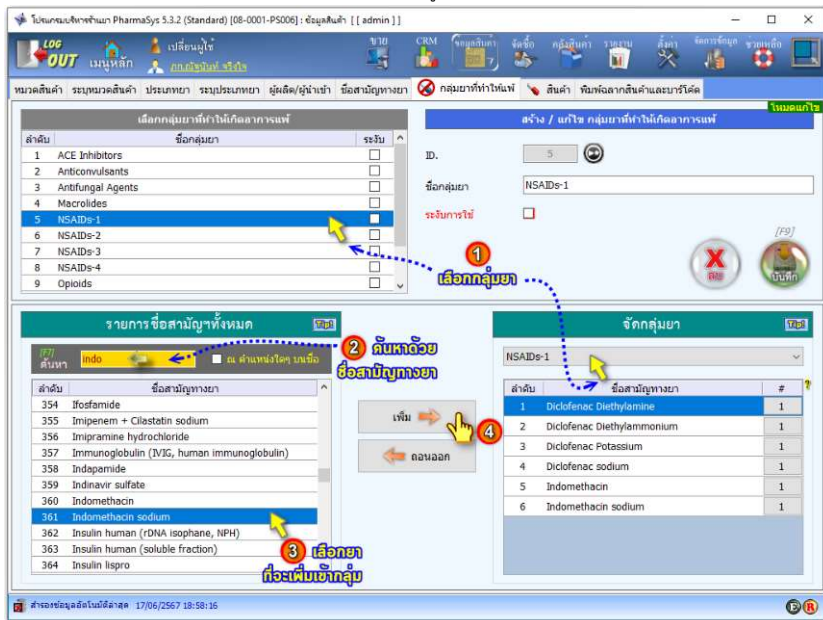 โปรแกรมบริหารร้านยา PharmaSys 5.3.2 (Standard) [08-0001-PS006] : ข้อมูลสินค้า [[ admin ]]
LOG OUT เมนูหลัก เปลี่ยนผู้ใช้ ขาย CRM ข้อมูลสินค้า จัดซื้อ คลังสินค้า รายงาน ตั้งค่า จัดการข้อมูล ช่วยเหลือ
หมวดสินค้า ระบุหมวดสินค้า ประเภทยา ระบุประเภทยา ผู้ผลิต/ผู้นำเข้า ชื่อสามัญทางยา กลุ่มยาที่ทำให้แพ้ สินค้า พิมพ์ฉลากสินค้าและบาร์โค้ด
โหมดแก้ไข
เลือกกลุ่มยาที่ทำให้เกิดอาการแพ้
ลำดับ ชื่อกลุ่มยา ระงับ
1 ACE Inhibitors
2 Anticonvulsants
3 Antifungal Agents
4 Macrolides
5 NSAIDs-1
6 NSAIDs-2
7 NSAIDs-3
8 NSAIDs-4
9 Opioids
สร้าง / แก้ไข กลุ่มยาที่ทำให้เกิดอาการแพ้
ID. 5
ชื่อกลุ่มยา NSAIDs-1
ระงับการใช้
[F9]
X ลบ บันทึก
1 เลือกกลุ่มยา
รายการชื่อสามัญฯทั้งหมด Tips
[F7]
ค้นหา indo ณ ตำแหน่งใดๆ บนชื่อ
2 ค้นหาด้วย
ชื่อสามัญทางยา
ลำดับ ชื่อสามัญทางยา
354 Ifosfamide
355 Imipenem + Cilastatin sodium
356 Imipramine hydrochloride
357 Immunoglobulin (IVIG, human immunoglobulin)
358 Indapamide
359 Indinavir sulfate
360 Indomethacin
361 Indomethacin sodium
362 Insulin human (rDNA isophane, NPH)
363 Insulin human (soluble fraction)
364 Insulin lispro
3 เลือกยา
ที่จะเพิ่มเข้ากลุ่ม
เพิ่ม
4
ถอนออก
จัดกลุ่มยา Tips
NSAIDs-1
ลำดับ ชื่อสามัญทางยา # ?
1 Diclofenac Diethylamine 1
2 Diclofenac Diethylammonium 1
3 Diclofenac Potassium 1
4 Diclofenac sodium 1
5 Indomethacin 1
6 Indomethacin sodium 1
สำรองข้อมูลอัตโนมัติล่าสุด 17/06/2567 18:58:16
E R